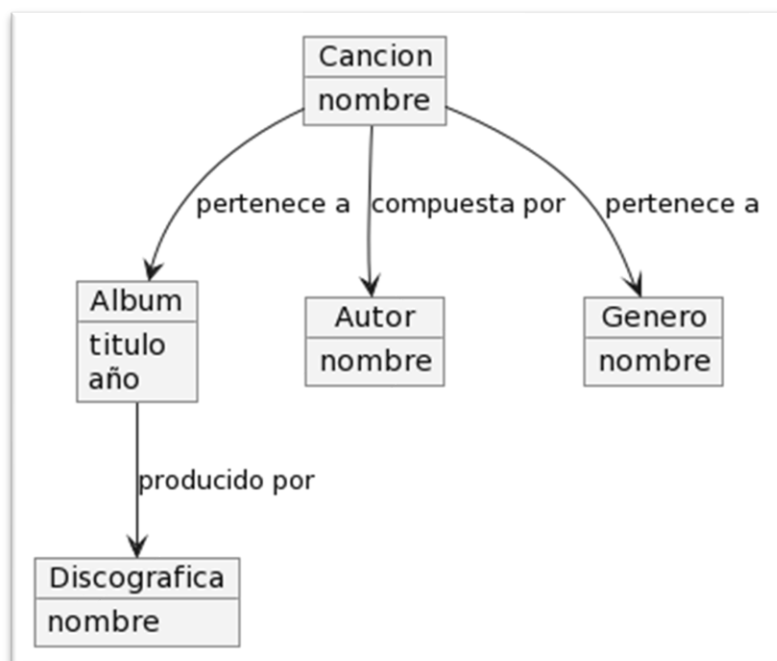 Cancion
nombre
pertenece a
compuesta por
pertenece a
Album
titulo
año
Autor
nombre
Genero
nombre
producido por
Discografica
nombre